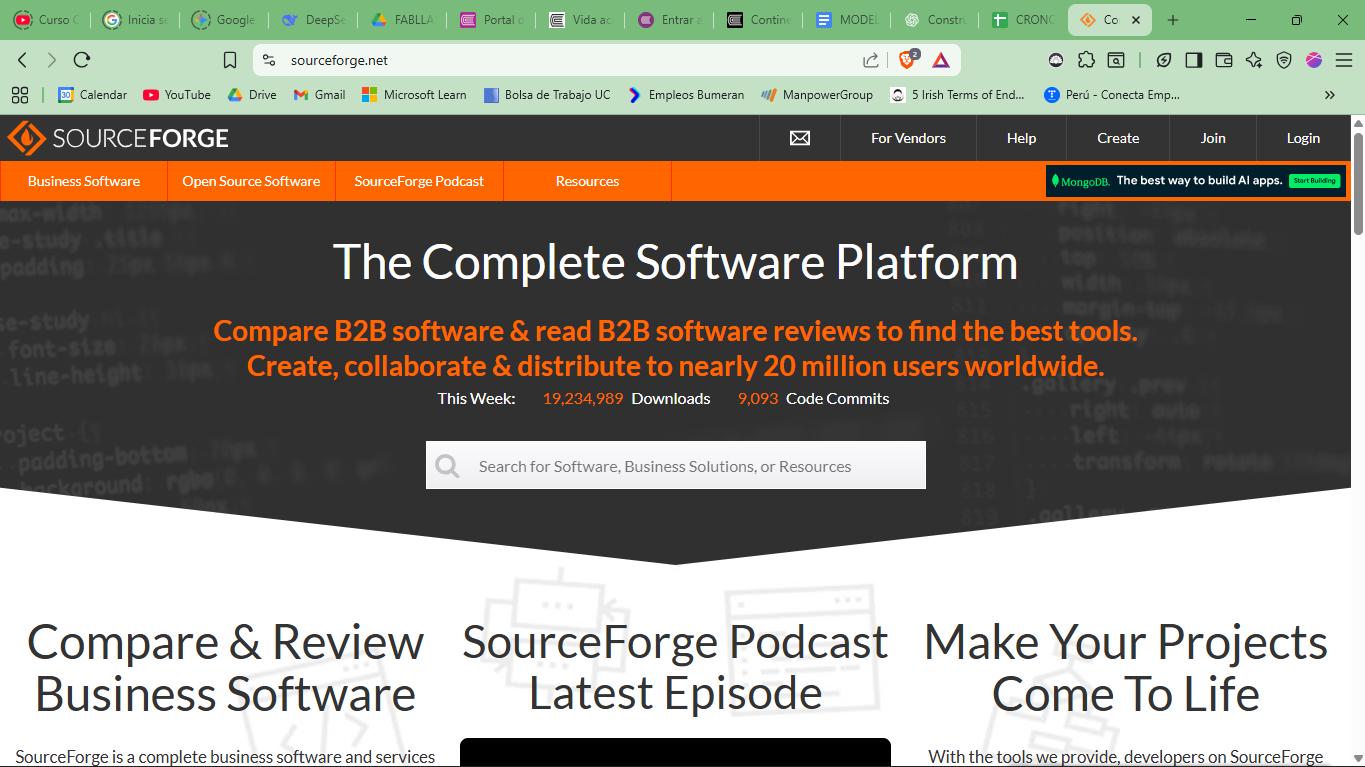 Curso C
Inicia se
Google
DeepSe
FABLLA
Portal d
Vida ac
Entrar a
Contine
MODEL
Constru
CRONO
Co
sourceforge.net
2
Calendar
YouTube
Drive
Gmail
Microsoft Learn
Bolsa de Trabajo UC
Empleos Bumeran
ManpowerGroup
5 Irish Terms of End...
Perú - Conecta Emp...
SOURCEFORGE
For Vendors
Help
Create
Join
Login
Business Software
Open Source Software
SourceForge Podcast
Resources
MongoDB. The best way to build AI apps. Start Building
The Complete Software Platform
Compare B2B software & read B2B software reviews to find the best tools.
Create, collaborate & distribute to nearly 20 million users worldwide.
This Week: 19,234,989 Downloads 9,093 Code Commits
Search for Software, Business Solutions, or Resources
Compare & Review
Business Software
SourceForge is a complete business software and services
SourceForge Podcast
Latest Episode
Make Your Projects
Come To Life
With the tools we provide, developers on SourceForge